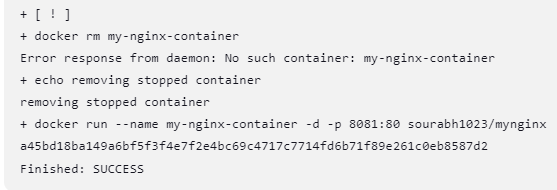 + [ ! ]
+ docker rm my-nginx-container
Error response from daemon: No such container: my-nginx-container
+ echo removing stopped container
removing stopped container
+ docker run --name my-nginx-container -d -p 8081:80 sourabh1023/mynginx
a45bd18ba149a6bf5f3f4e7f2e4bc69c4717c7714fd6b71f89e261c0eb8587d2
Finished: SUCCESS